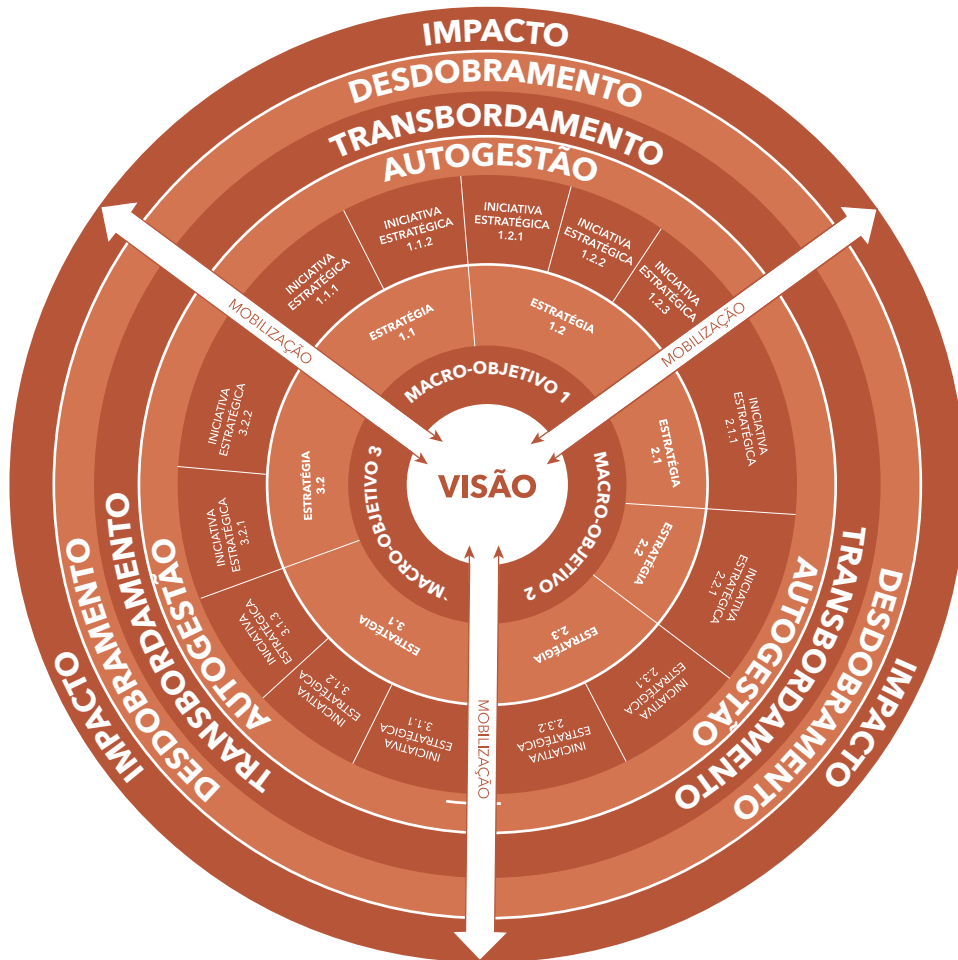 IMPACTO
DESDOBRAMENTO
TRANSBORDAMENTO
AUTOGESTÃO
INICIATIVA
ESTRATÉGICA
1.1.1
INICIATIVA
ESTRATÉGICA
1.1.2
INICIATIVA
ESTRATÉGICA
1.2.1
INICIATIVA
ESTRATÉGICA
1.2.2
INICIATIVA
ESTRATÉGICA
1.2.3
ESTRATÉGIA
1.1
ESTRATÉGIA
1.2
MACRO-OBJETIVO 1
MOBILIZAÇÃO
MOBILIZAÇÃO
VISÃO
MACRO-OBJETIVO 2
ESTRATÉGIA
2.1
ESTRATÉGIA
2.2
ESTRATÉGIA
2.3
INICIATIVA
ESTRATÉGICA
2.1.1
INICIATIVA
ESTRATÉGICA
2.2.1
INICIATIVA
ESTRATÉGICA
2.3.1
INICIATIVA
ESTRATÉGICA
2.3.2
AUTOGESTÃO
TRANSBORDAMENTO
DESDOBRAMENTO
IMPACTO
MOBILIZAÇÃO
`MACRO-OBJETIVO 3
ESTRATÉGIA
3.1
ESTRATÉGIA
3.2
INICIATIVA
ESTRATÉGICA
3.1.1
INICIATIVA
ESTRATÉGICA
3.1.2
INICIATIVA
ESTRATÉGICA
3.1.3
INICIATIVA
ESTRATÉGICA
3.2.1
INICIATIVA
ESTRATÉGICA
3.2.2
AUTOGESTÃO
TRANSBORDAMENTO
DESDOBRAMENTO
IMPACTO